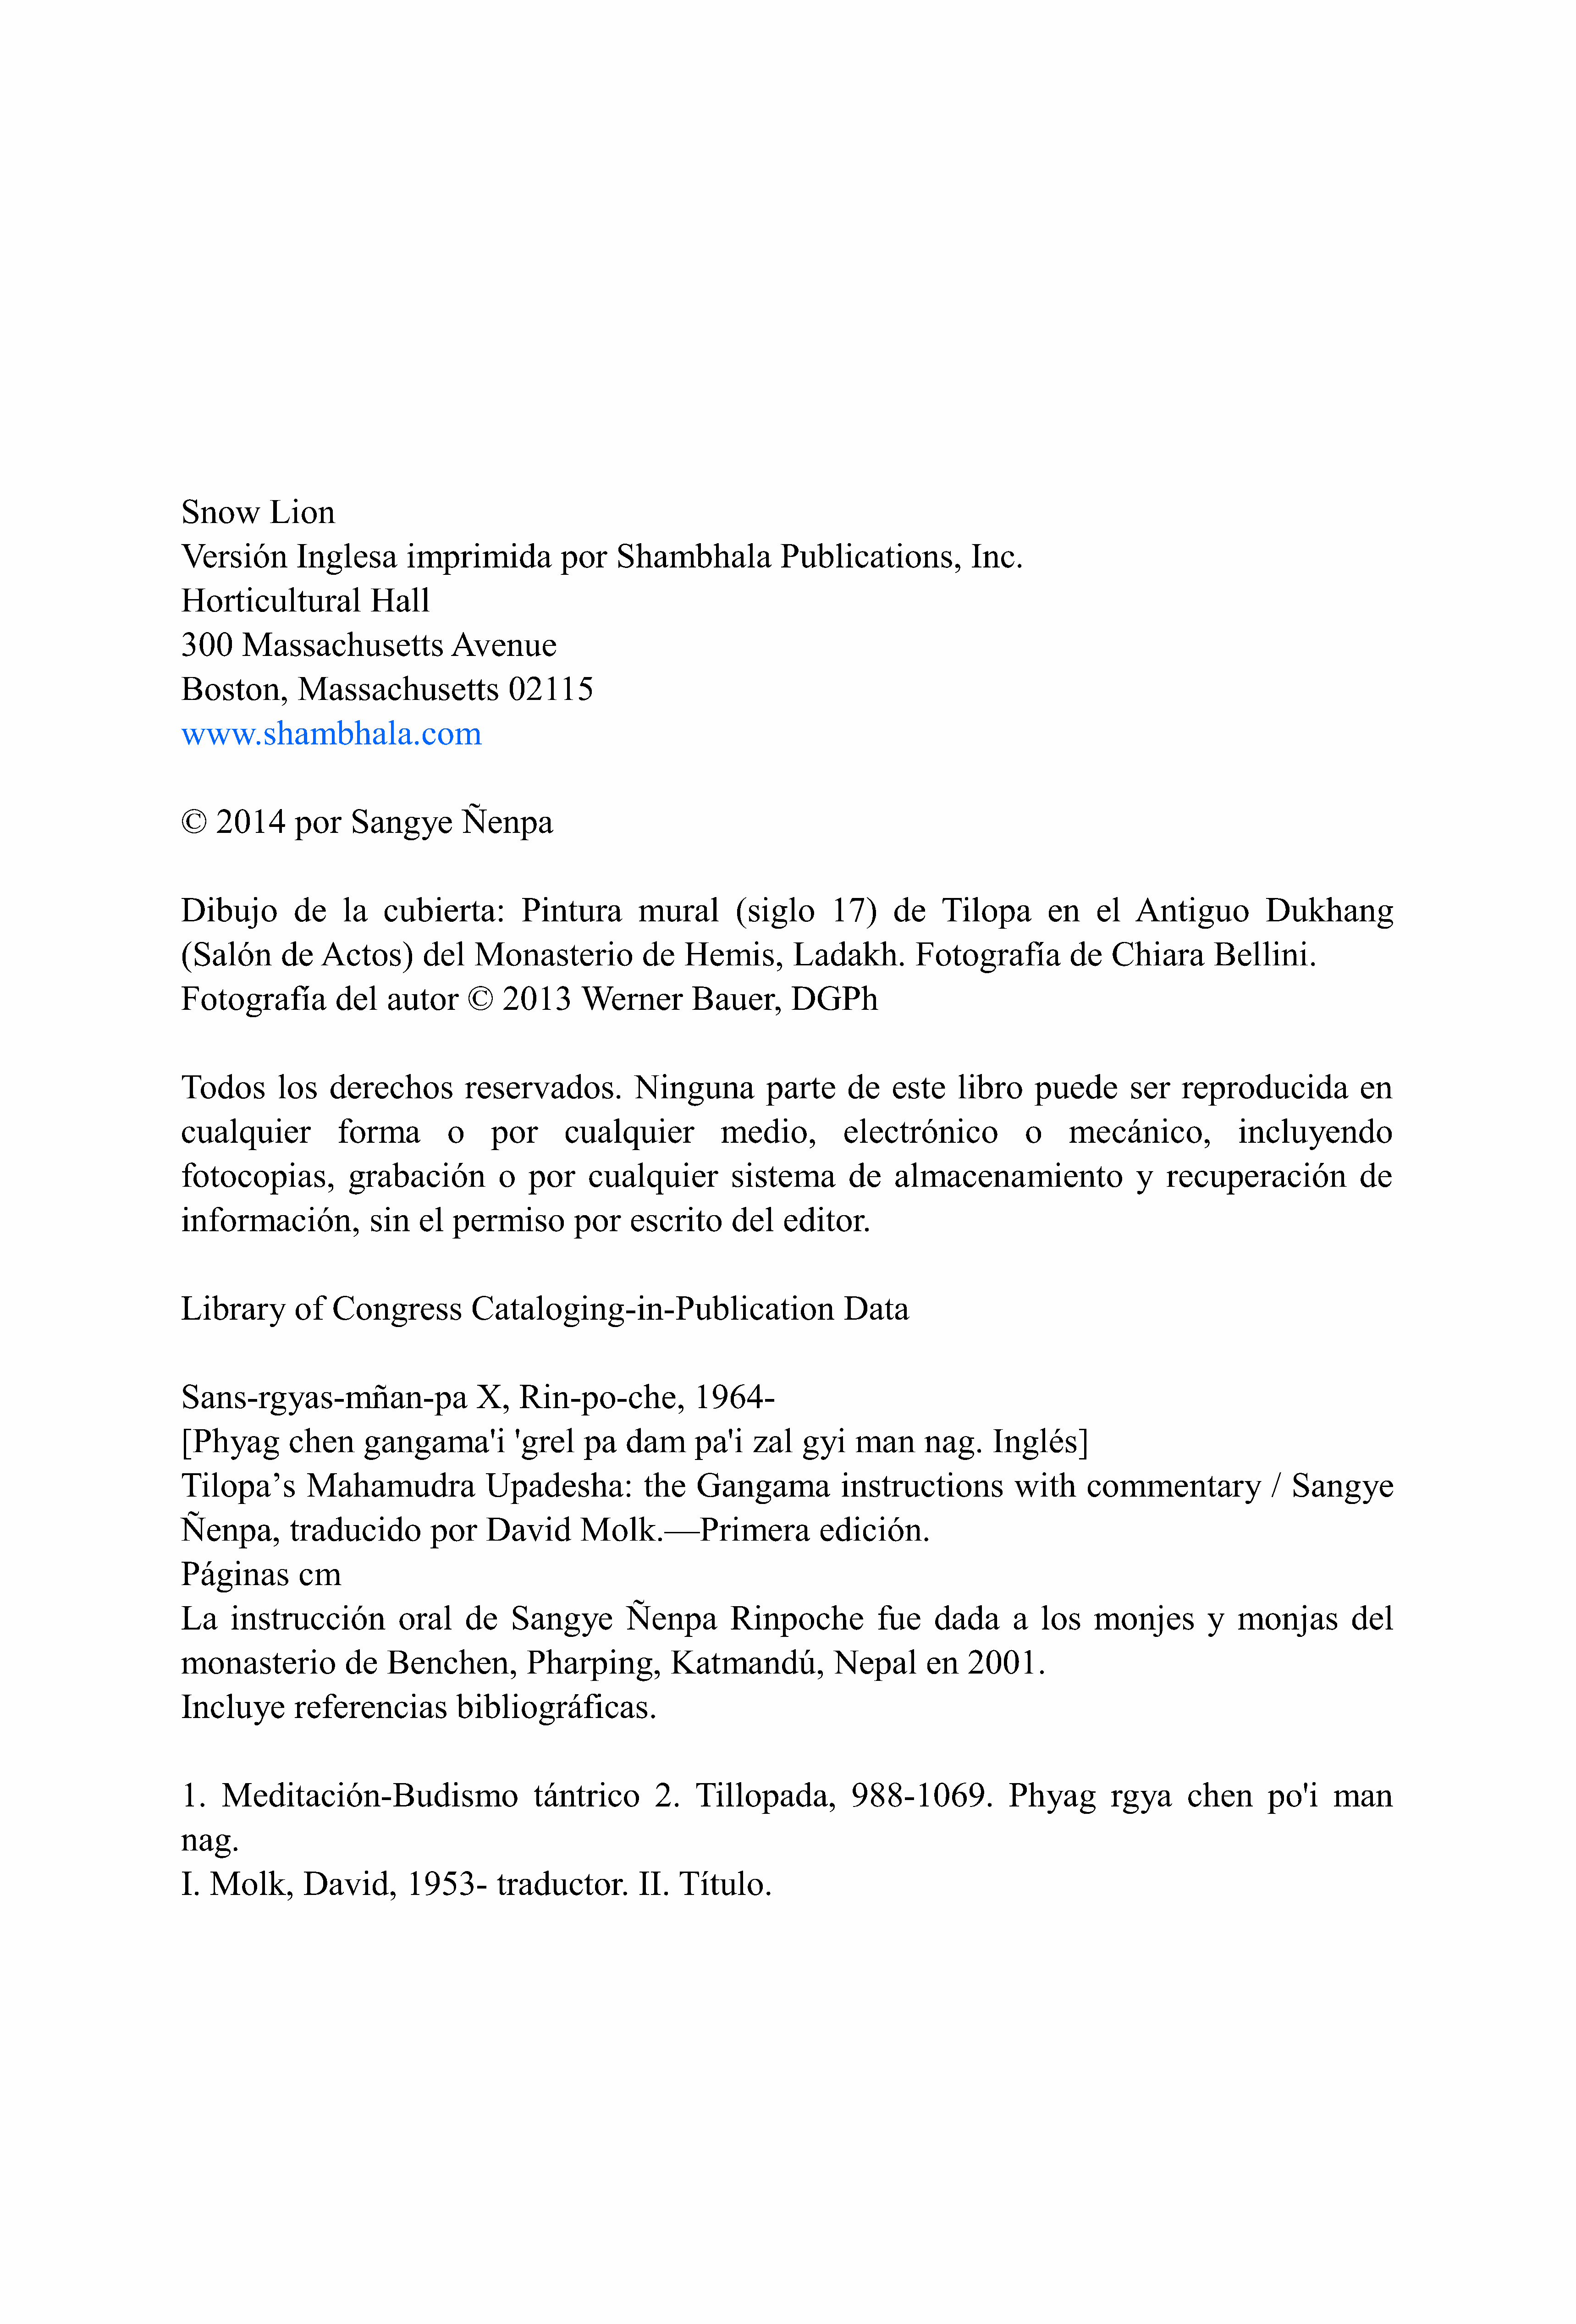 Snow Lion
Versión Inglesa imprimida por Shambhala Publications, Inc.
Horticultural Hall
300 Massachusetts Avenue
Boston, Massachusetts 02115
www.shambhala.com
© 2014 por Sangye Ñenpa
Dibujo de la cubierta: Pintura mural (siglo 17) de Tilopa en el Antiguo Dukhang
(Salón de Actos) del Monasterio de Hemis, Ladakh. Fotografía de Chiara Bellini.
Fotografía del autor © 2013 Werner Bauer, DGPh
Todos los derechos reservados. Ninguna parte de este libro puede ser reproducida en
cualquier forma o por cualquier medio, electrónico o mecánico, incluyendo
fotocopias, grabación o por cualquier sistema de almacenamiento y recuperación de
información, sin el permiso por escrito del editor.
Library of Congress Cataloging-in-Publication Data
Sans-rgyas-mñan-pa X, Rin-po-che, 1964-
[Phyag chen gangama'i 'grel pa dam pa'i zal gyi man nag. Inglés]
Tilopa’s Mahamudra Upadesha: the Gangama instructions with commentary / Sangye
Ñenpa, traducido por David Molk.—Primera edición.
Páginas cm
La instrucción oral de Sangye Ñenpa Rinpoche fue dada a los monjes y monjas del
monasterio de Benchen, Pharping, Katmandú, Nepal en 2001.
Incluye referencias bibliográficas.
1. Meditación-Budismo tántrico 2. Tillopada, 988-1069. Phyag rgya chen po'i man
nag.
I. Molk, David, 1953- traductor. II. Título.